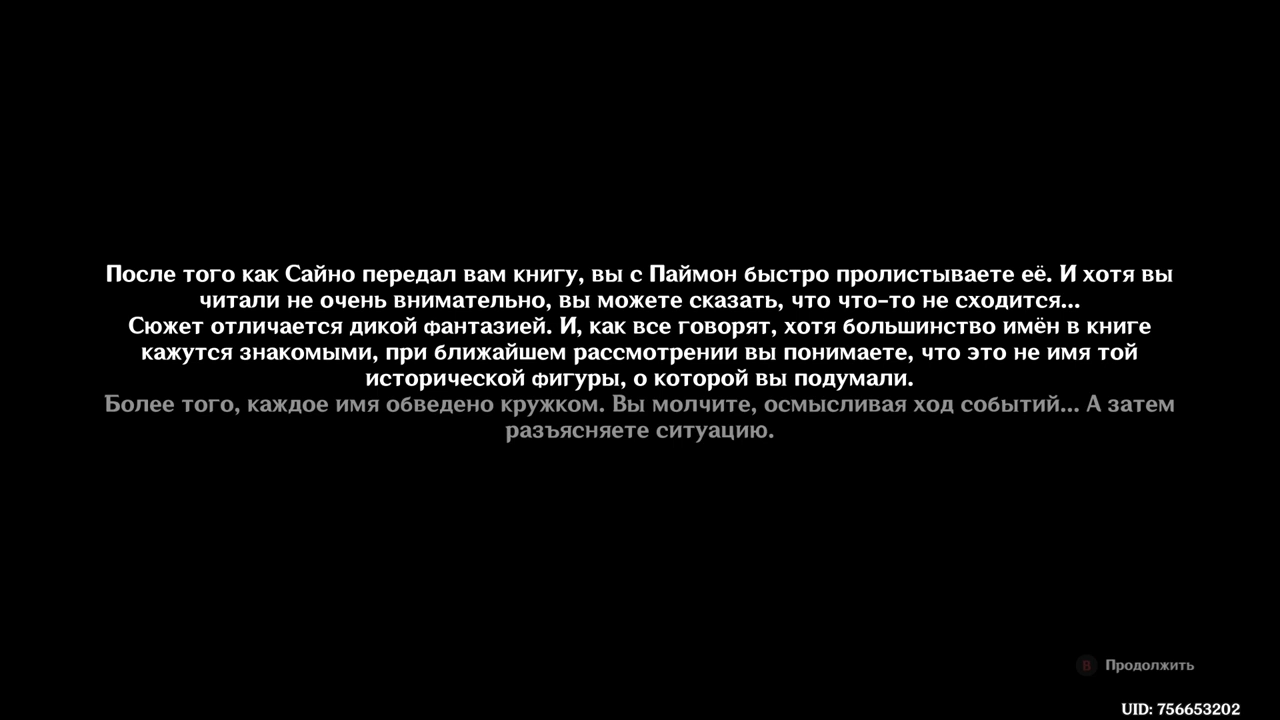 После того как Сайно передал вам книгу, вы с Паймон быстро пролистываете её. И хотя вы
читали не очень внимательно, вы можете сказать, что что-то не сходится...
Сюжет отличается дикой фантазией. И, как все говорят, хотя большинство имён в книге
кажутся знакомыми, при ближайшем рассмотрении вы понимаете, что это не имя той
исторической фигуры, о которой вы подумали.
Более того, каждое имя обведено кружком. Вы молчите, осмысливая ход событий... А затем
разъясняете ситуацию.
B Продолжить
UID: 756653202